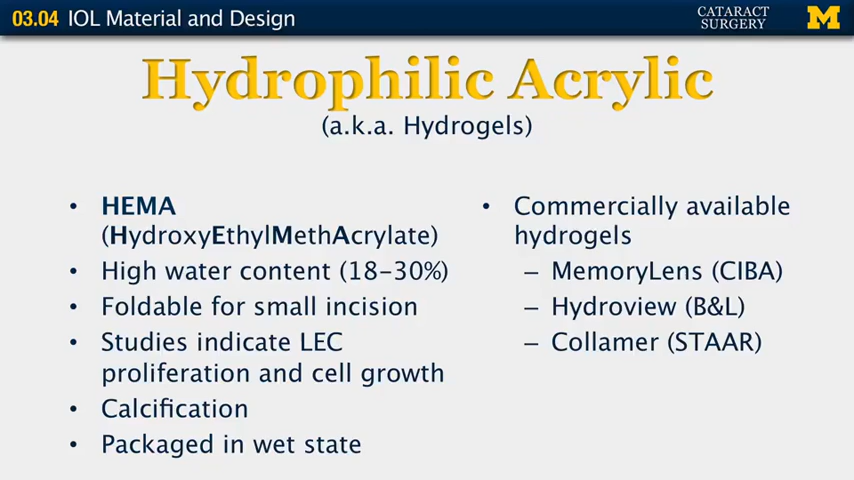 03.04 IOL Material and Design
CATARACT
SURGERY
M
Hydrophilic Acrylic
(a.k.a. Hydrogels)
• HEMA
(HydroxyEthylMethAcrylate)
• High water content (18-30%)
• Foldable for small incision
• Studies indicate LEC
proliferation and cell growth
• Calcification
• Packaged in wet state
• Commercially available
hydrogels
– MemoryLens (CIBA)
– Hydroview (B&L)
– Collamer (STAAR)